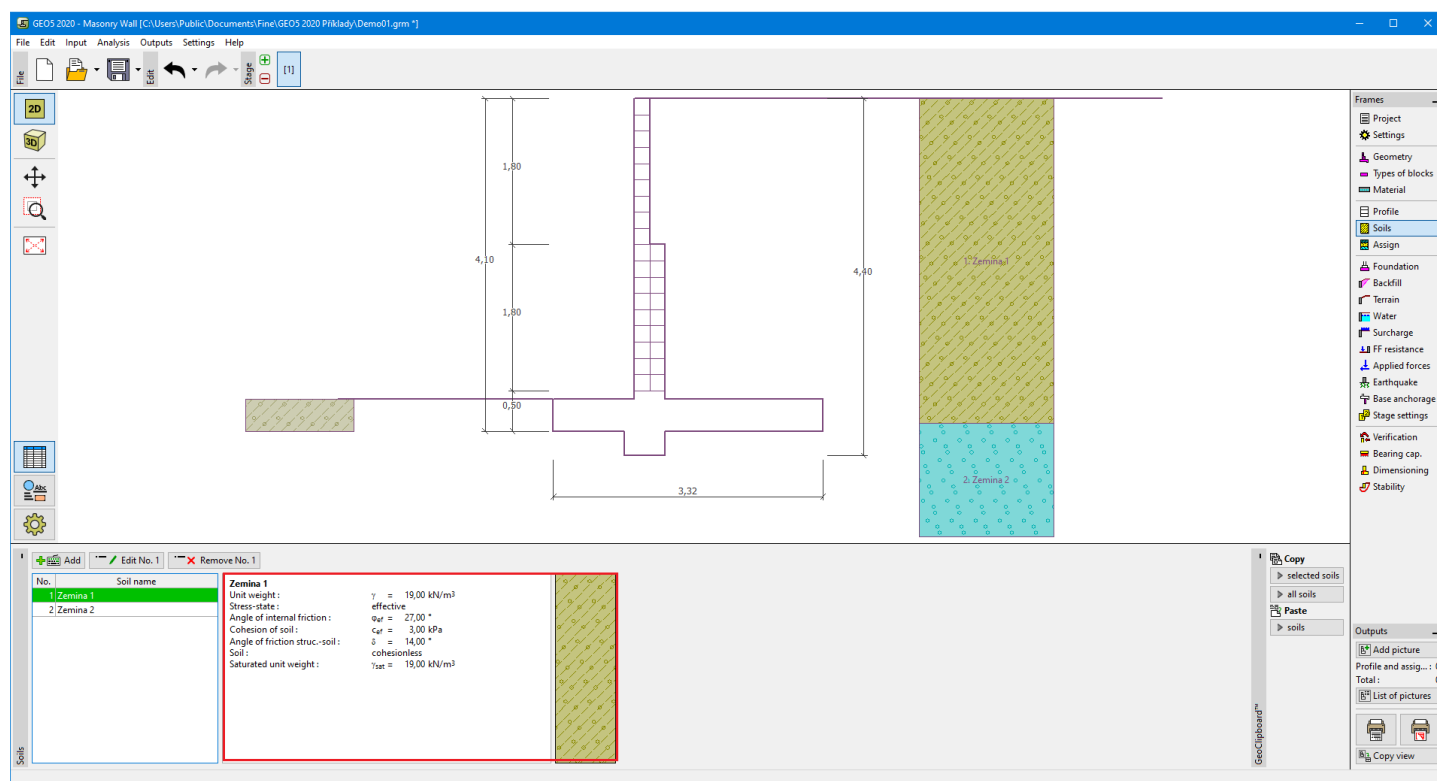 GEO5 2020 - Masonry Wall [C:\Users\Public\Documents\Fine\GEO5 2020 Příklady\Demo01.grm *]
File Edit Input Analysis Outputs Settings Help
File
Edit
Stage
[1]
2D
3D
Abc
1,80
4,10
1,80
0,50
3,32
4,40
1: Zemina 1
2: Zemina 2
Frames
Project
Settings
Geometry
Types of blocks
Material
Profile
Soils
Assign
Foundation
Backfill
Terrain
Water
Surcharge
FF resistance
Applied forces
Earthquake
Base anchorage
Stage settings
Verification
Bearing cap.
Dimensioning
Stability
Soils
Add Edit No. 1 Remove No. 1
No. Soil name
1 Zemina 1
2 Zemina 2
Zemina 1
Unit weight : γ = 19,00 kN/m³
Stress-state : effective
Angle of internal friction : φef = 27,00 °
Cohesion of soil : cef = 3,00 kPa
Angle of friction struc.-soil : δ = 14,00 °
Soil : cohesionless
Saturated unit weight : γsat = 19,00 kN/m³
GeoClipboard™
Copy
selected soils
all soils
Paste
soils
Outputs
Add picture
Profile and assig... :
Total :
List of pictures
Copy view